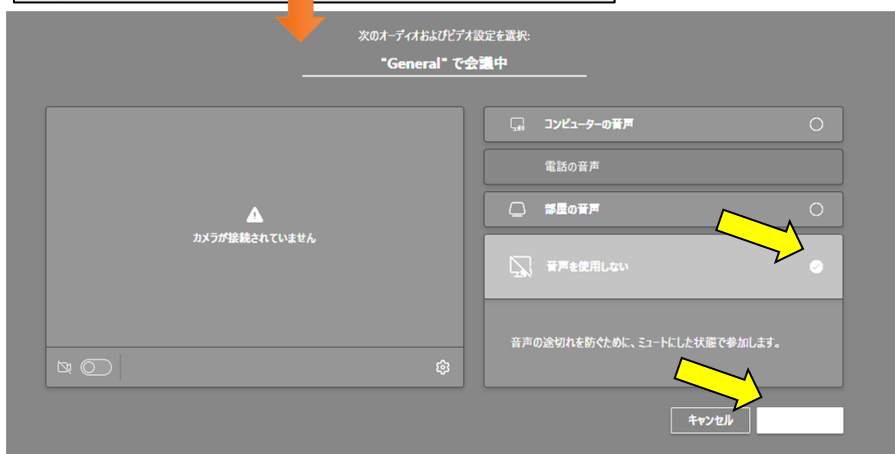 次のオーディオおよびビデオ設定を選択:
"General" で会議中
コンピューターの音声
電話の音声
部屋の音声
カメラが接続されていません
音声を使用しない
音声の途切れを防ぐために、ミュートにした状態で参加します。
キャンセル